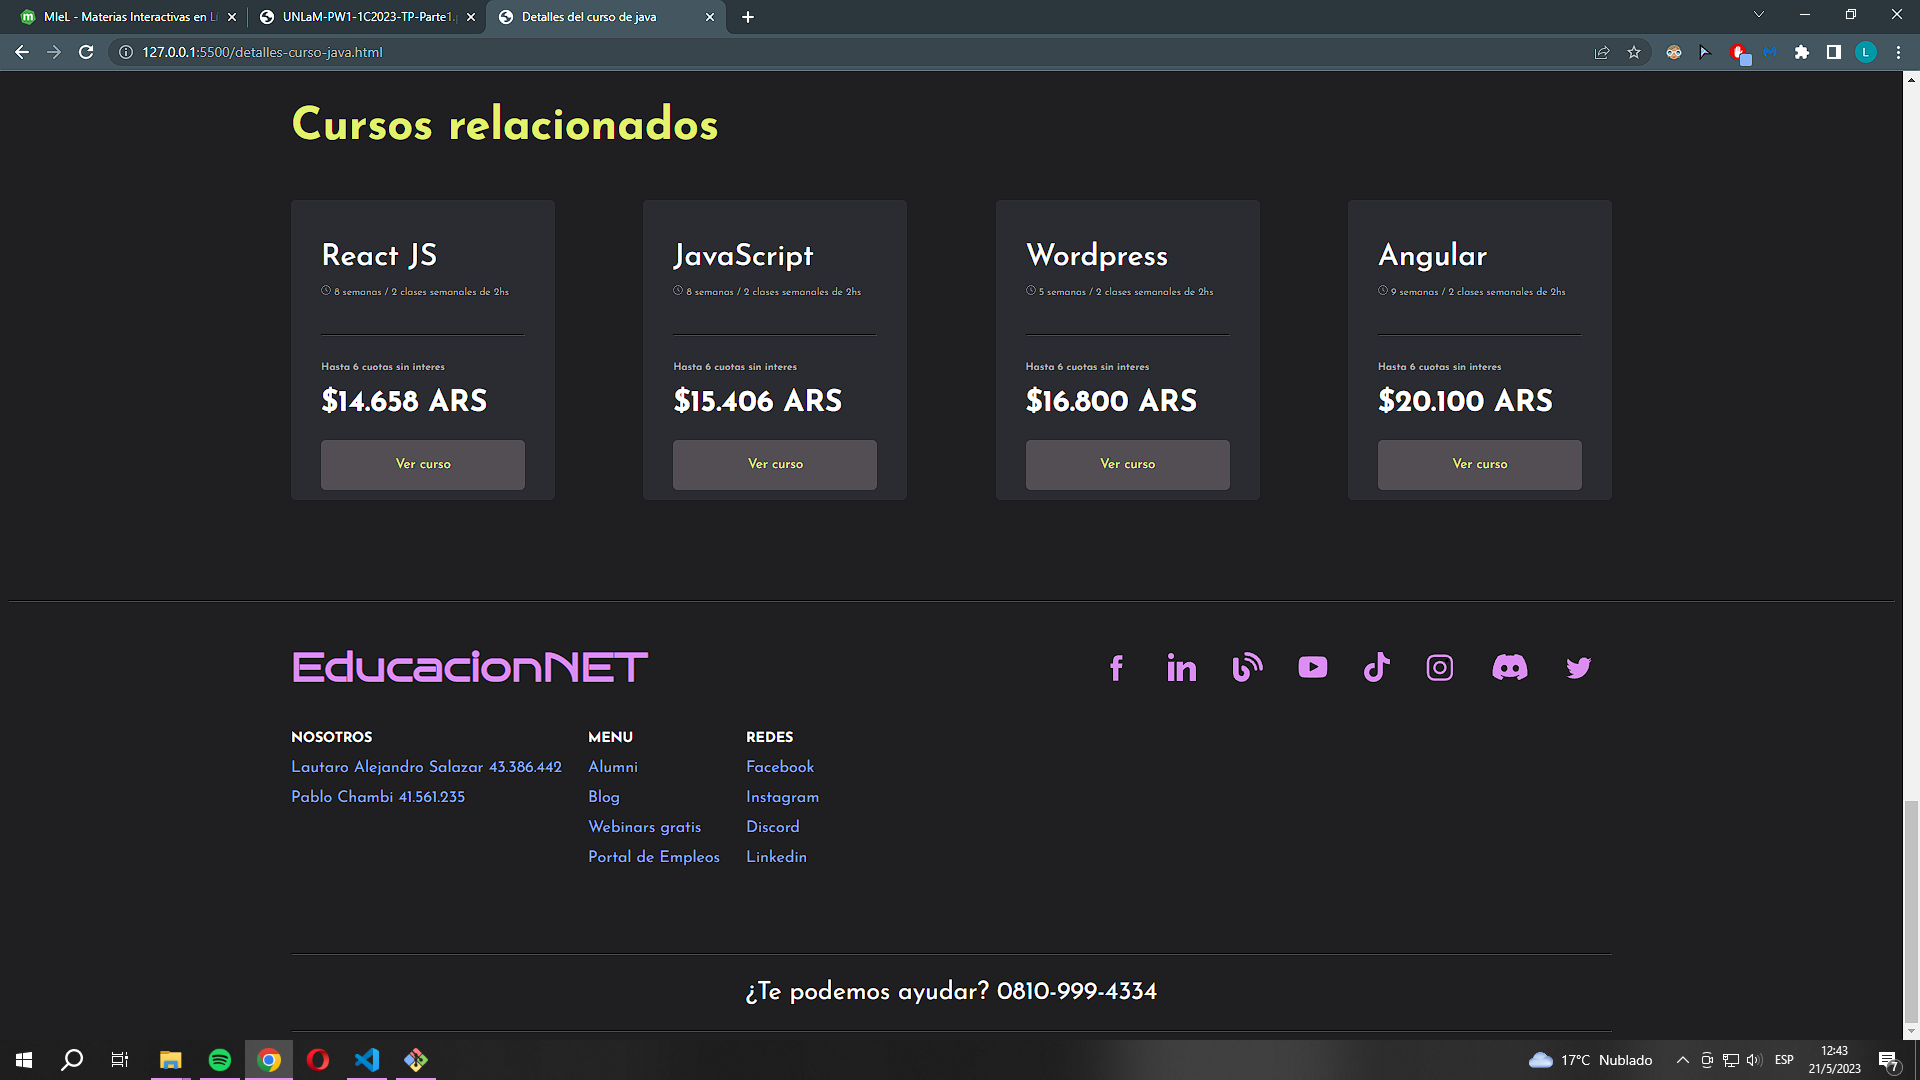 MIeL - Materias Interactivas en Lí
UNLaM-PW1-1C2023-TP-Parte1.
Detalles del curso de java
127.0.0.1:5500/detalles-curso-java.html
L
Cursos relacionados
React JS
8 semanas / 2 clases semanales de 2hs
Hasta 6 cuotas sin interes
$14.658 ARS
Ver curso
JavaScript
8 semanas / 2 clases semanales de 2hs
Hasta 6 cuotas sin interes
$15.406 ARS
Ver curso
Wordpress
5 semanas / 2 clases semanales de 2hs
Hasta 6 cuotas sin interes
$16.800 ARS
Ver curso
Angular
9 semanas / 2 clases semanales de 2hs
Hasta 6 cuotas sin interes
$20.100 ARS
Ver curso
EducacionNET
NOSOTROS
Lautaro Alejandro Salazar 43.386.442
Pablo Chambi 41.561.235
MENU
Alumni
Blog
Webinars gratis
Portal de Empleos
REDES
Facebook
Instagram
Discord
Linkedin
¿Te podemos ayudar? 0810-999-4334
17°C Nublado
ESP
12:43
21/5/2023
7